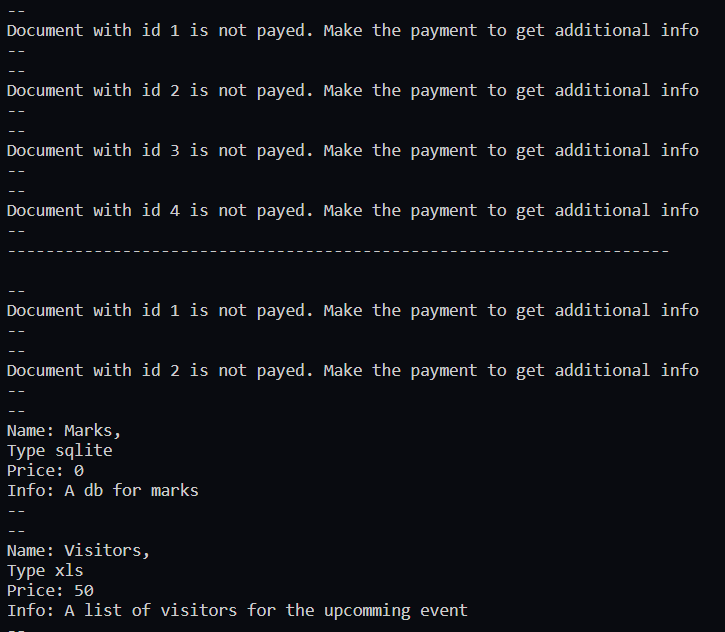 --
Document with id 1 is not payed. Make the payment to get additional info
--
--
Document with id 2 is not payed. Make the payment to get additional info
--
--
Document with id 3 is not payed. Make the payment to get additional info
--
--
Document with id 4 is not payed. Make the payment to get additional info
--
---------------------------------------------------------------------
--
Document with id 1 is not payed. Make the payment to get additional info
--
--
Document with id 2 is not payed. Make the payment to get additional info
--
--
Name: Marks,
Type sqlite
Price: 0
Info: A db for marks
--
--
Name: Visitors,
Type xls
Price: 50
Info: A list of visitors for the upcomming event
--